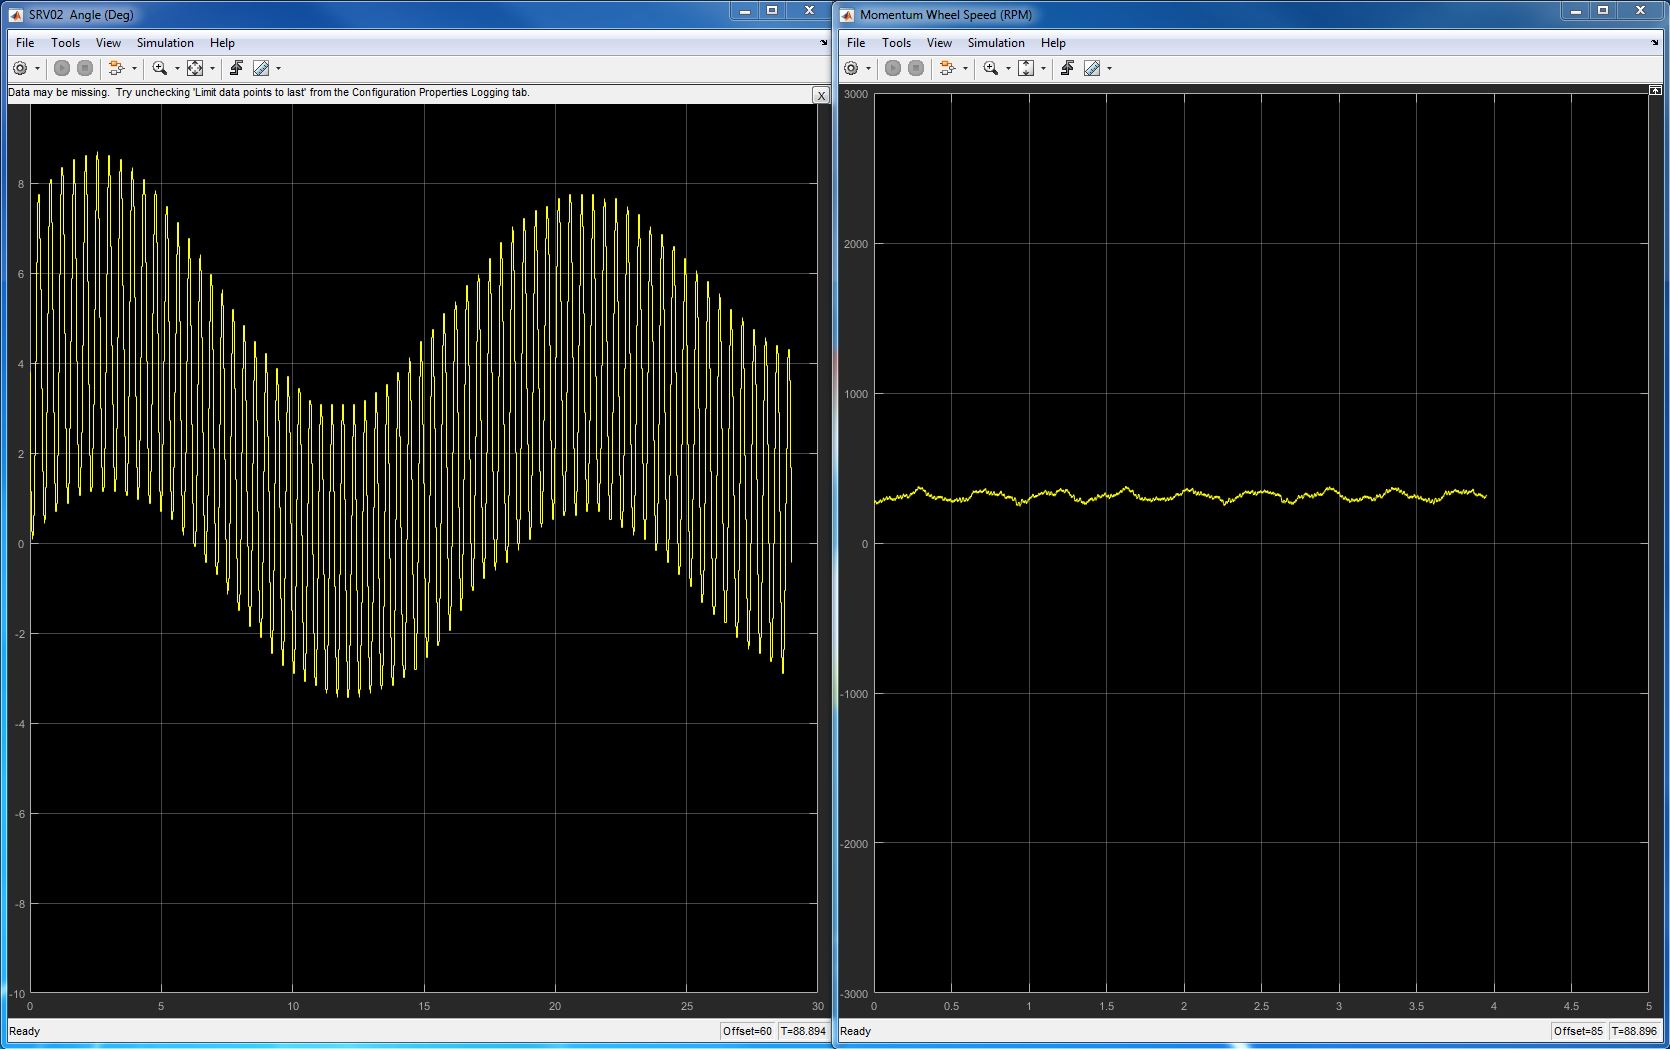 SRV02  Angle (Deg)
File Tools View Simulation Help
Data may be missing.  Try unchecking 'Limit data points to last' from the Configuration Properties Logging tab.
X
8
6
4
2
0
-2
-4
-6
-8
-10
0 5 10 15 20 25 30
Ready Offset=60 T=88.894
Momentum Wheel Speed (RPM)
File Tools View Simulation Help
3000
2000
1000
0
-1000
-2000
-3000
0 0.5 1 1.5 2 2.5 3 3.5 4 4.5 5
Ready Offset=85 T=88.896